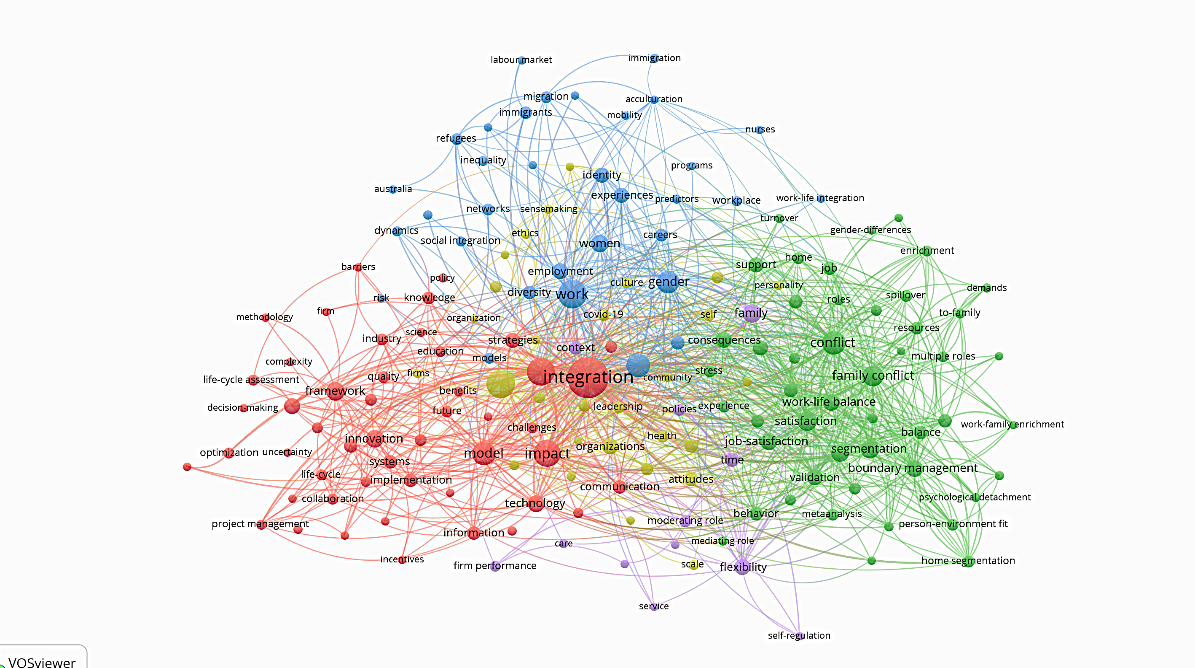 labour market
immigration
migration
acculturation
immigrants
mobility
nurses
refugees
inequality
programs
identity
australia
experiences
predictors
workplace
work-life integration
networks
sensemaking
turnover
dynamics
social integration
ethics
careers
gender-differences
women
enrichment
barriers
employment
support
home
job
policy
culture
gender
personality
demands
risk
knowledge
diversity
work
roles
spillover
methodology
firm
organization
covid-19
self
family
to-family
science
resources
industry
strategies
context
consequences
conflict
education
models
multiple roles
complexity
life-cycle assessment
quality
firms
integration
community
stress
family conflict
framework
benefits
decision-making
future
leadership
policies
experience
work-life balance
challenges
satisfaction
work-family enrichment
innovation
health
balance
model
impact
organizations
job-satisfaction
segmentation
optimization
uncertainty
systems
time
boundary management
life-cycle
implementation
communication
attitudes
validation
collaboration
technology
psychological detachment
project management
information
moderating role
behavior
metaanalysis
person-environment fit
care
mediating role
incentives
firm performance
scale
flexibility
home segmentation
service
self-regulation
VOSviewer